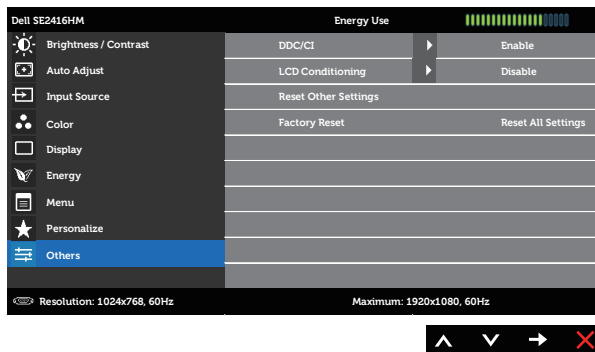 Dell SE2416HM Energy Use
Brightness / Contrast DDC/CI Enable
Auto Adjust LCD Conditioning Disable
Input Source Reset Other Settings
Color Factory Reset Reset All Settings
Display
Energy
Menu
Personalize
Others
Resolution: 1024x768, 60Hz Maximum: 1920x1080, 60Hz